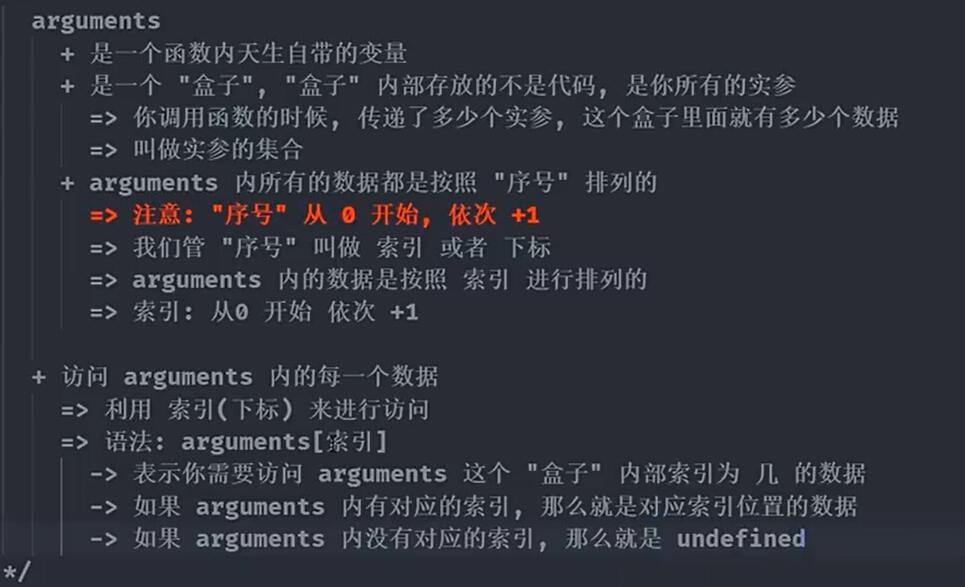 arguments
+ 是一个函数内天生自带的变量
+ 是一个 "盒子", "盒子" 内部存放的不是代码, 是你所有的实参
=> 你调用函数的时候, 传递了多少个实参, 这个盒子里面就有多少个数据
=> 叫做实参的集合
+ arguments 内所有的数据都是按照 "序号" 排列的
=> 注意: "序号" 从 0 开始, 依次 +1
=> 我们管 "序号" 叫做 索引 或者 下标
=> arguments 内的数据是按照 索引 进行排列的
=> 索引: 从0 开始 依次 +1
+ 访问 arguments 内的每一个数据
=> 利用 索引(下标) 来进行访问
=> 语法: arguments[索引]
-> 表示你需要访问 arguments 这个 "盒子" 内部索引为 几 的数据
-> 如果 arguments 内有对应的索引, 那么就是对应索引位置的数据
-> 如果 arguments 内没有对应的索引, 那么就是 undefined
*/